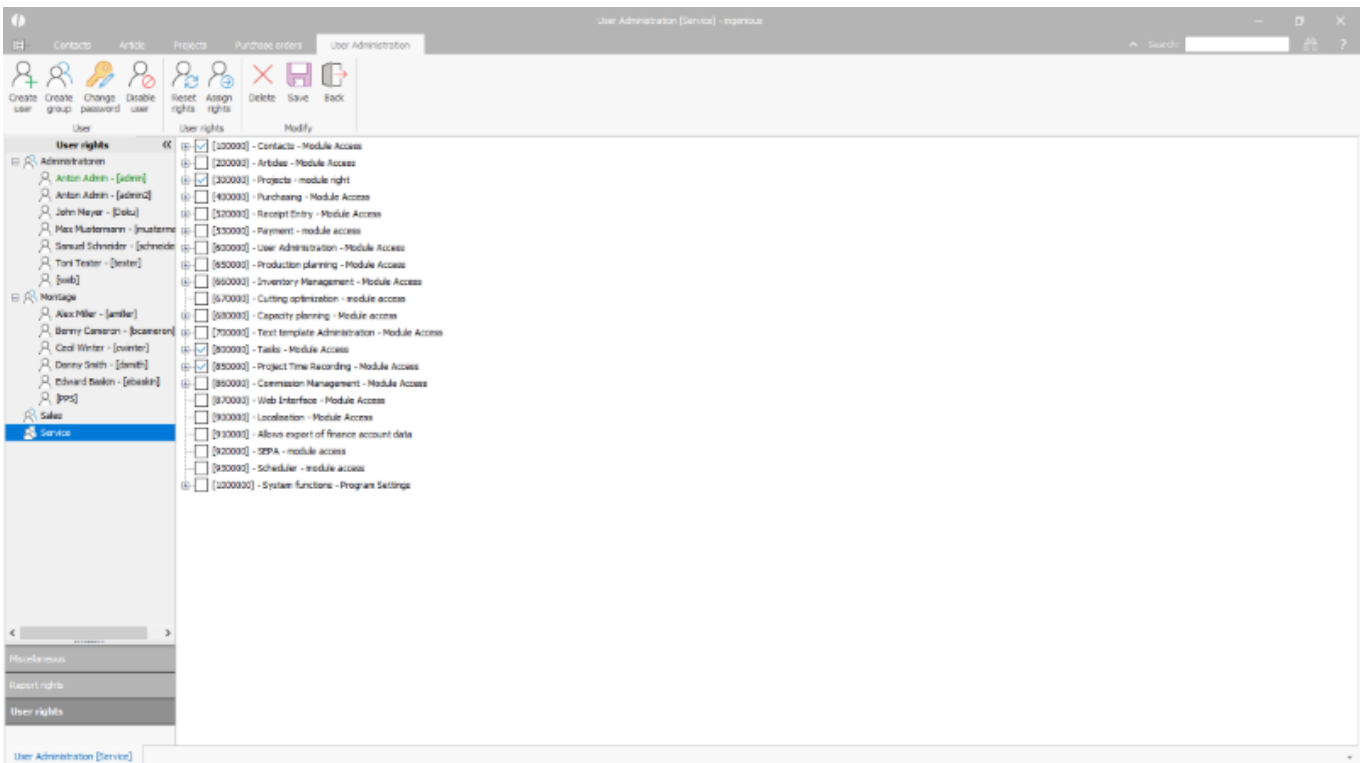 User Administration [Service] - ingenious
Contacts Article Projects Purchase orders User Administration Search: ?
Create user Create group Change password Disable user Reset rights Assign rights Delete Save Back
User User rights Modify
User rights
Administratoren
Anton Admin - [admin]
Anton Admin - [admin2]
John Meyer - [Doku]
Max Mustermann - [musterma
Samuel Schneider - [schneide
Toni Tester - [tester]
[web]
Montage
Alex Miller - [amiller]
Benny Cameron - [bcameron]
Cecil Winter - [cwinter]
Danny Smith - [dsmith]
Edward Baskin - [ebaskin]
[PPS]
Sales
Service
[100000] - Contacts - Module Access
[200000] - Articles - Module Access
[300000] - Projects - module right
[400000] - Purchasing - Module Access
[520000] - Receipt Entry - Module Access
[530000] - Payment - module access
[600000] - User Administration - Module Access
[650000] - Production planning - Module Access
[660000] - Inventory Management - Module Access
[670000] - Cutting optimization - module access
[680000] - Capacity planning - Module access
[700000] - Text template Administration - Module Access
[800000] - Tasks - Module Access
[850000] - Project Time Recording - Module Access
[860000] - Commission Management - Module Access
[870000] - Web Interface - Module Access
[900000] - Localisation - Module Access
[910000] - Allows export of finance account data
[920000] - SEPA - module access
[930000] - Scheduler - module access
[1000000] - System functions - Program Settings
Miscellaneous
Report rights
User rights
User Administration [Service]